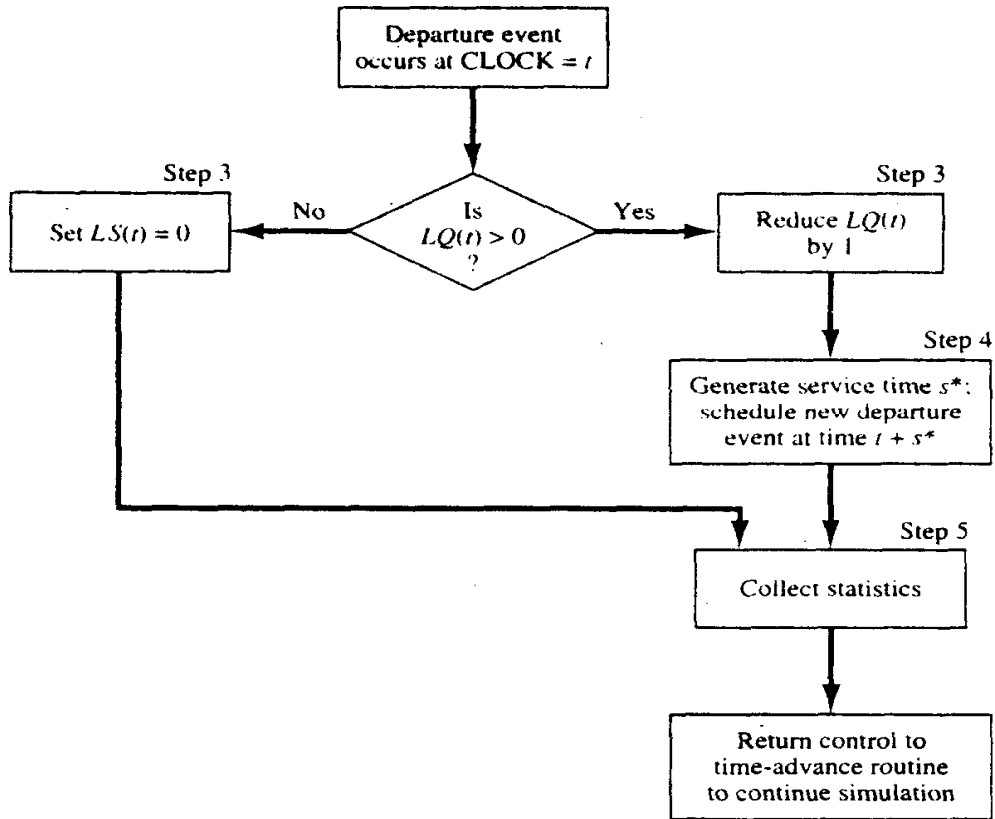 Departure event
occurs at CLOCK = t
Step 3
Set LS(t) = 0
No
Is
LQ(t) > 0
?
Yes
Step 3
Reduce LQ(t)
by 1
Step 4
Generate service time s*;
schedule new departure
event at time t + s*
Step 5
Collect statistics
Return control to
time-advance routine
to continue simulation